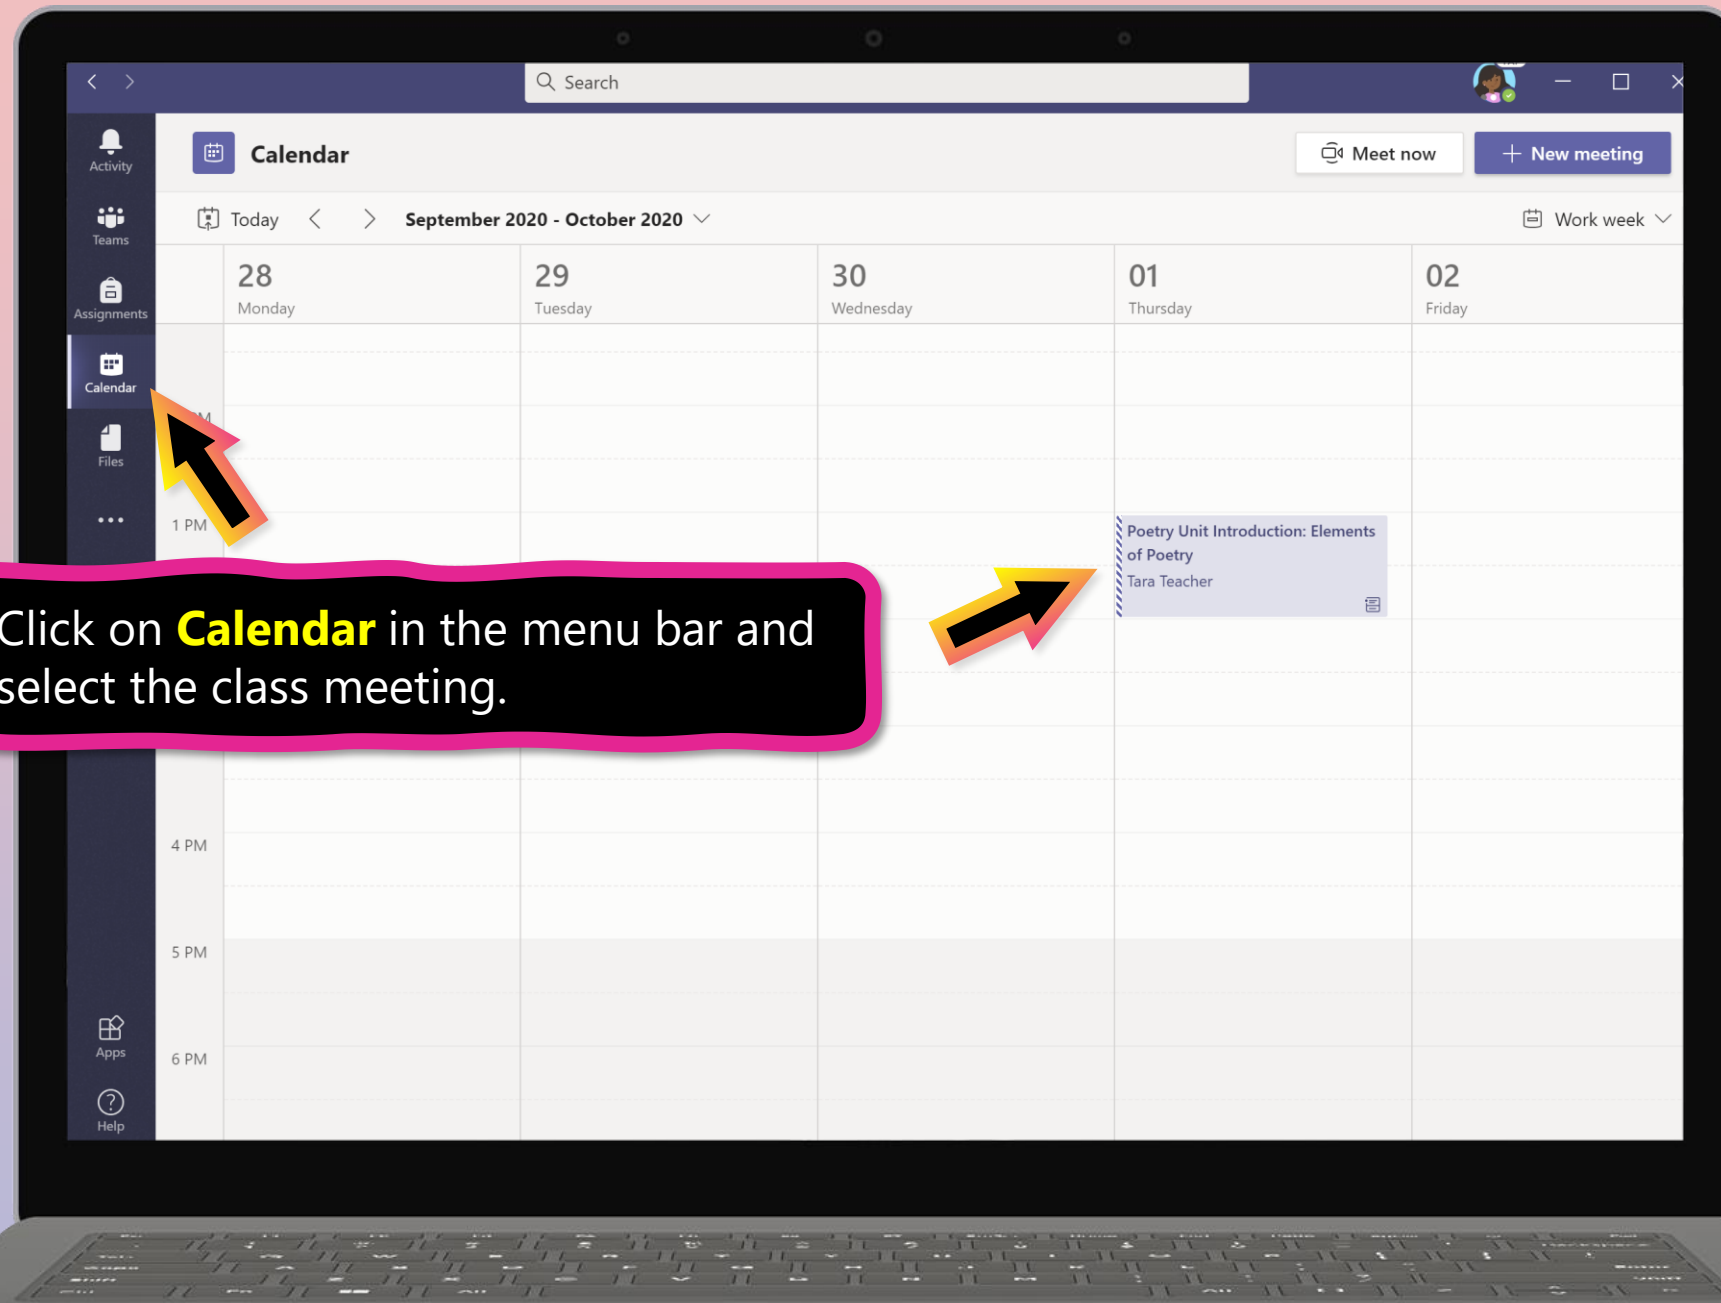 Search
Activity
Calendar
Meet now
New meeting
Teams
Today
September 2020 - October 2020
Work week
Assignments
28
Monday
29
Tuesday
30
Wednesday
01
Thursday
02
Friday
Calendar
Files
1 PM
Poetry Unit Introduction: Elements
of Poetry
Tara Teacher
Click on Calendar in the menu bar and
select the class meeting.
4 PM
5 PM
6 PM
Apps
Help